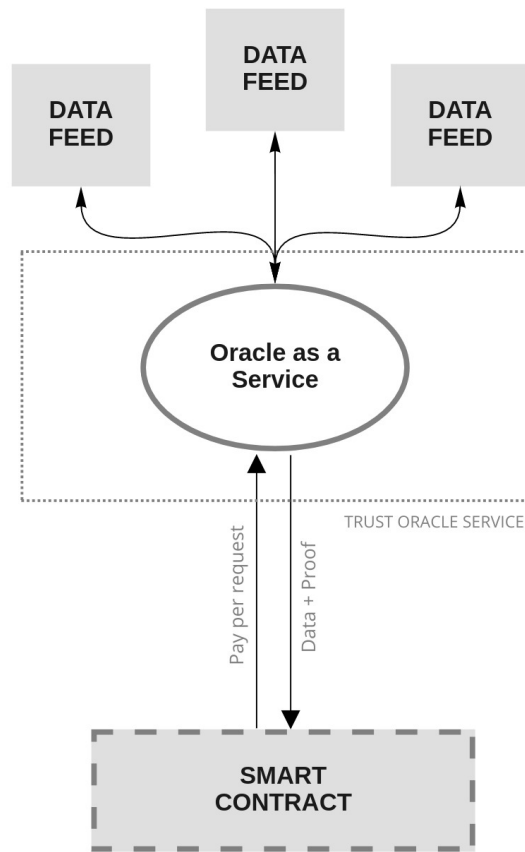 DATA
FEED
DATA
FEED
DATA
FEED
Oracle as a
Service
TRUST ORACLE SERVICE
Pay per request
Data + Proof
SMART
CONTRACT